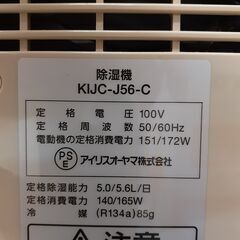 除湿機
KIJC-J56-C
定格電圧 100V
定格周波数 50/60Hz
電動機の定格消費電力 151/172W
PSE
アイリスオーヤマ株式会社
定格除湿能力 5.0/5.6L/日
定格消費電力 140/165W
冷媒 (R134a) 85g
注意